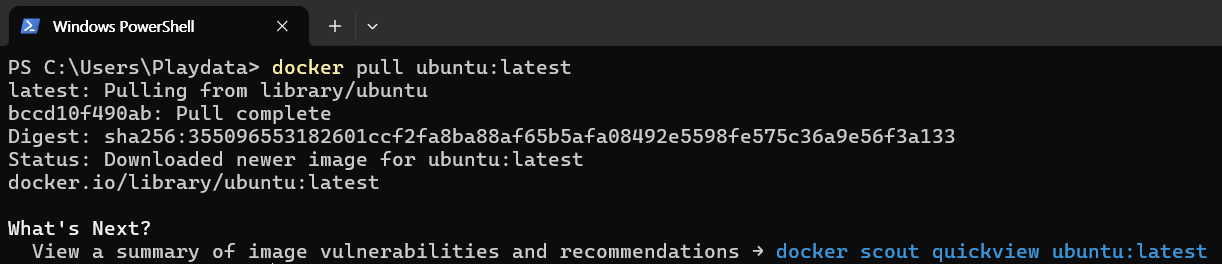 Windows PowerShell
PS C:\Users\Playdata> docker pull ubuntu:latest
latest: Pulling from library/ubuntu
bccd10f490ab: Pull complete
Digest: sha256:355096553182601ccf2fa8ba88af65b5afa08492e5598fe575c36a9e56f3a133
Status: Downloaded newer image for ubuntu:latest
docker.io/library/ubuntu:latest
What's Next?
View a summary of image vulnerabilities and recommendations → docker scout quickview ubuntu:latest